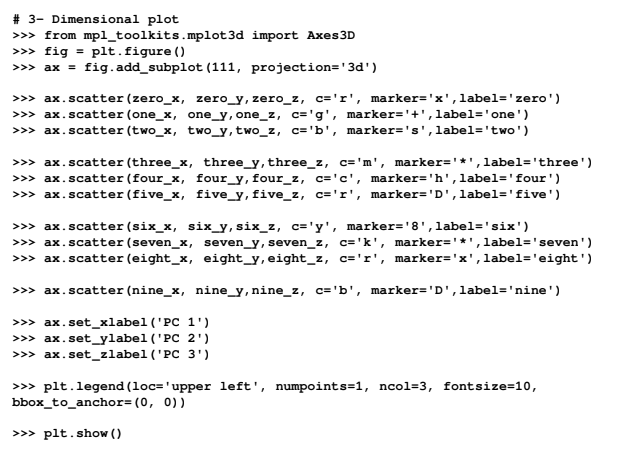 # 3- Dimensional plot
>>> from mpl_toolkits.mplot3d import Axes3D
>>> fig = plt.figure()
>>> ax = fig.add_subplot(111, projection='3d')
>>> ax.scatter(zero_x, zero_y,zero_z, c='r', marker='x',label='zero')
>>> ax.scatter(one_x, one_y,one_z, c='g', marker='+',label='one')
>>> ax.scatter(two_x, two_y,two_z, c='b', marker='s',label='two')
>>> ax.scatter(three_x, three_y,three_z, c='m', marker='*',label='three')
>>> ax.scatter(four_x, four_y,four_z, c='c', marker='h',label='four')
>>> ax.scatter(five_x, five_y,five_z, c='r', marker='D',label='five')
>>> ax.scatter(six_x, six_y,six_z, c='y', marker='8',label='six')
>>> ax.scatter(seven_x, seven_y,seven_z, c='k', marker='*',label='seven')
>>> ax.scatter(eight_x, eight_y,eight_z, c='r', marker='x',label='eight')
>>> ax.scatter(nine_x, nine_y,nine_z, c='b', marker='D',label='nine')
>>> ax.set_xlabel('PC 1')
>>> ax.set_ylabel('PC 2')
>>> ax.set_zlabel('PC 3')
>>> plt.legend(loc='upper left', numpoints=1, ncol=3, fontsize=10,
bbox_to_anchor=(0, 0))
>>> plt.show()